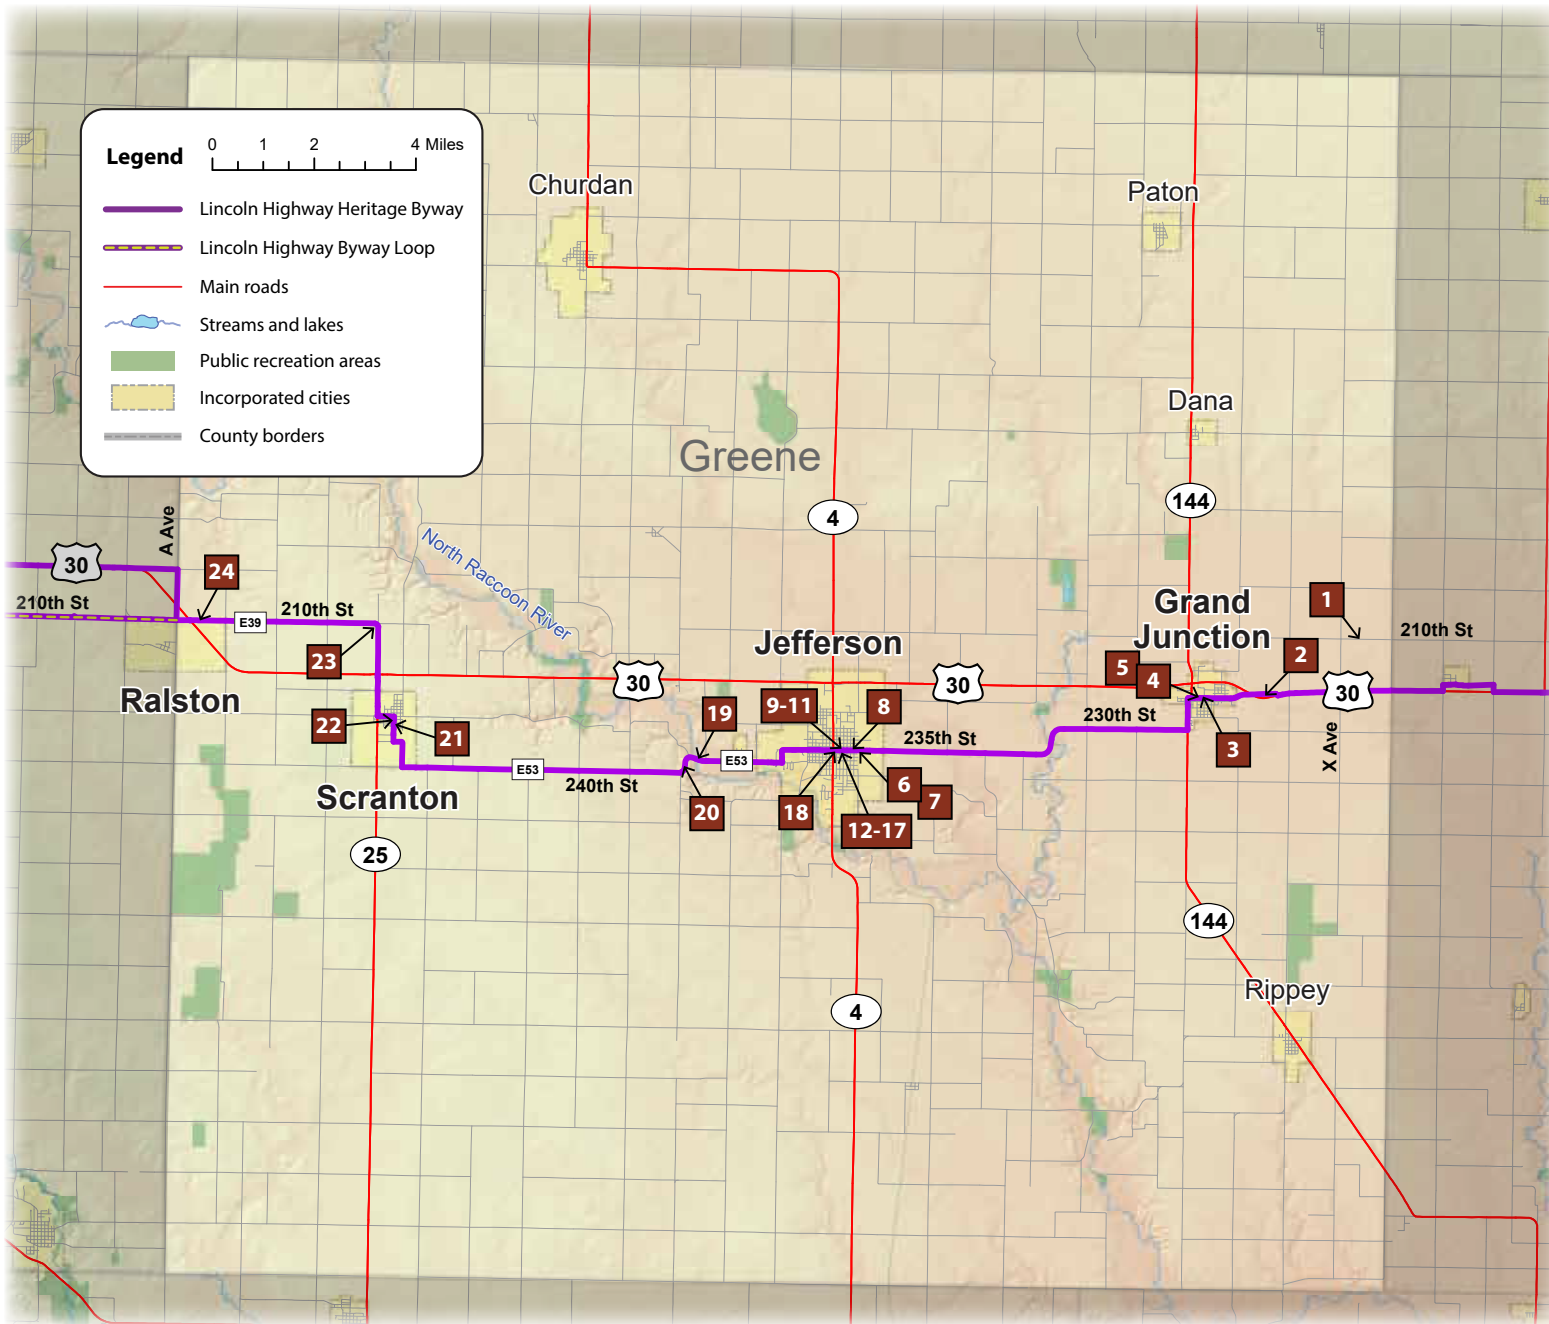 Legend
0 1 2 4 Miles
Lincoln Highway Heritage Byway
Lincoln Highway Byway Loop
Main roads
Streams and lakes
Public recreation areas
Incorporated cities
County borders
Churdan
Paton
Dana
Greene
4
144
A Ave
30
24
210th St
210th St
E39
North Raccoon River
23
Ralston
30
Jefferson
30
Grand
Junction
1
210th St
2
5
4
30
X Ave
3
230th St
22
21
Scranton
E53
240th St
19
E53
20
9-11
8
235th St
6
7
18
12-17
25
144
Rippey
4